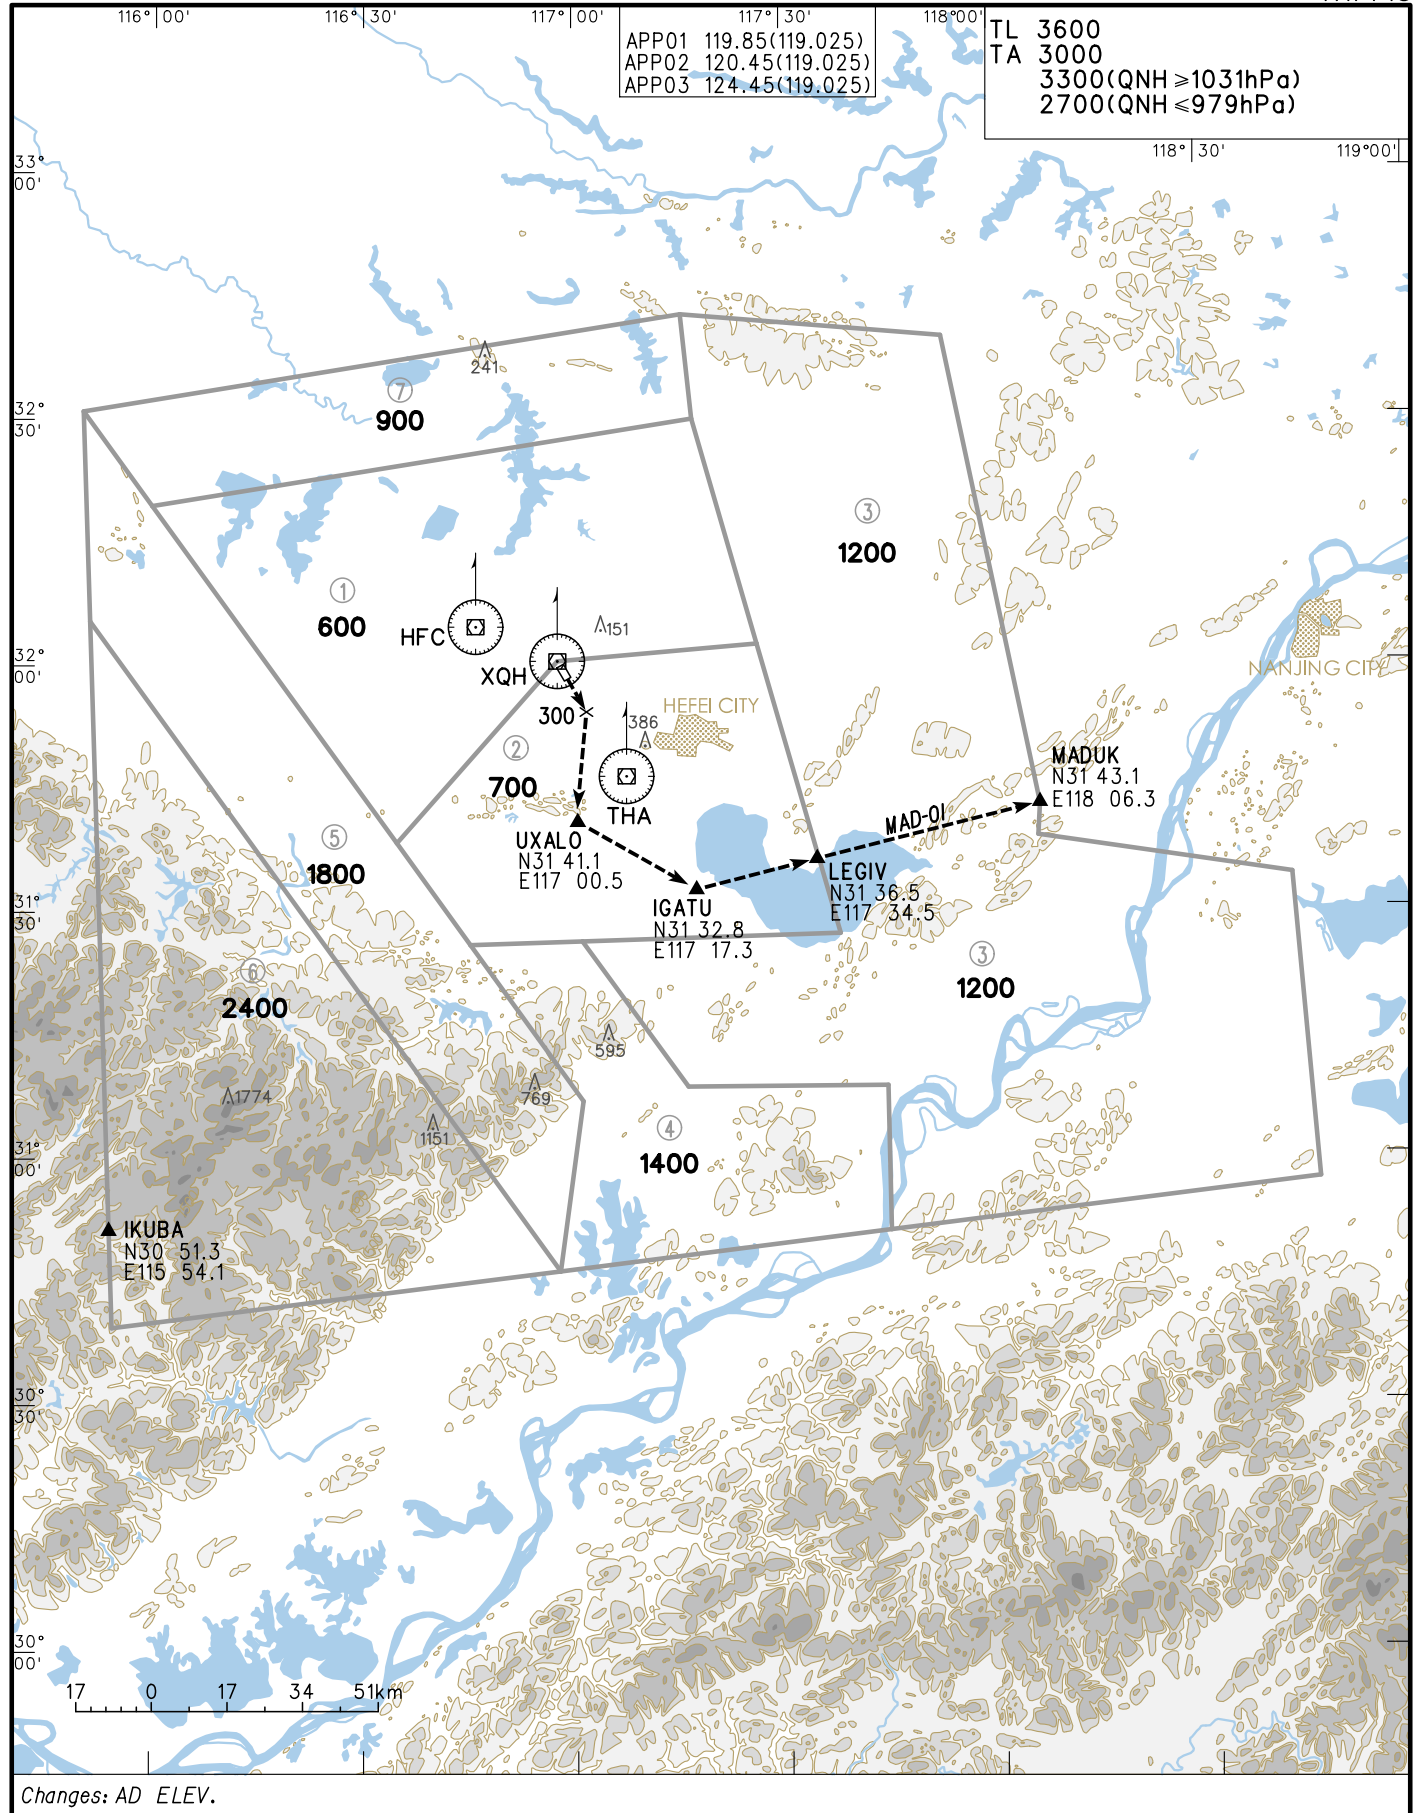 116°00'
116°30'
117°00'
117°30'
118°00'
APP01 119.85(119.025)
APP02 120.45(119.025)
APP03 124.45(119.025)
TL 3600
TA 3000
3300(QNH≥1031hPa)
2700(QNH≤979hPa)
118°30'
119°00'
33°
00'
241
⑦
900
32°
30'
③
1200
①
600
HFC
151
XQH
32°
00'
NANJING CITY
HEFEI CITY
300
386
②
700
MADUK
N31 43.1
E118 06.3
THA
MAD-01
UXALO
N31 41.1
E117 00.5
⑤
1800
LEGIV
N31 36.5
E117 34.5
IGATU
N31 32.8
E117 17.3
31°
30'
③
1200
⑥
2400
595
769
1774
1151
④
1400
31°
00'
IKUBA
N30 51.3
E115 54.1
30°
30'
30°
00'
17 0 17 34 51km
Changes: AD ELEV.